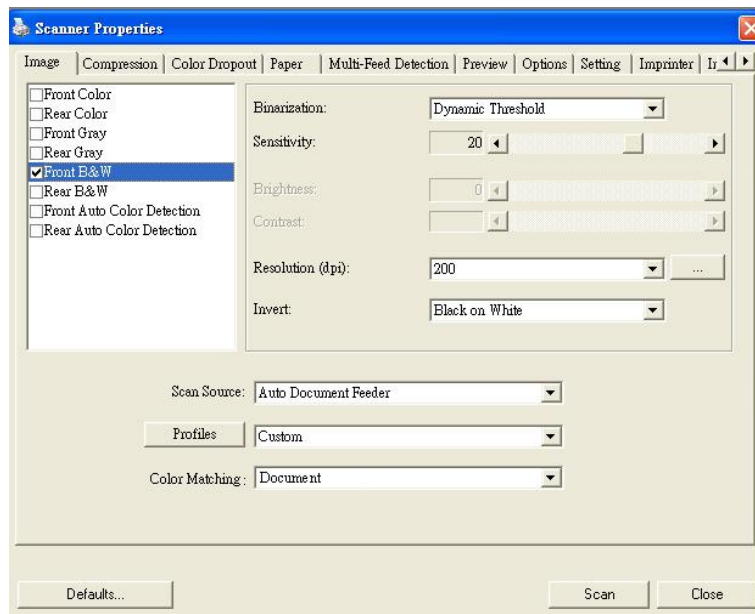 Scanner Properties
Image Compression Color Dropout Paper Multi-Feed Detection Preview Options Setting Imprinter
Front Color
Rear Color
Front Gray
Rear Gray
Front B&W
Rear B&W
Front Auto Color Detection
Rear Auto Color Detection
Binarization: Dynamic Threshold
Sensitivity: 20
Brightness: 0
Contrast:
Resolution (dpi): 200 ...
Invert: Black on White
Scan Source: Auto Document Feeder
Profiles Custom
Color Matching: Document
Defaults... Scan Close